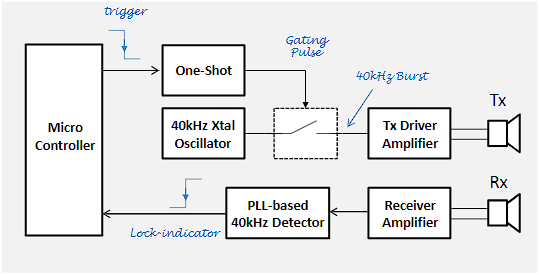 trigger
Gating
Pulse
One-Shot
40kHz Burst
Tx
Micro
Controller
40kHz Xtal
Oscillator
Tx Driver
Amplifier
Rx
PLL-based
40kHz Detector
Receiver
Amplifier
Lock-indicator